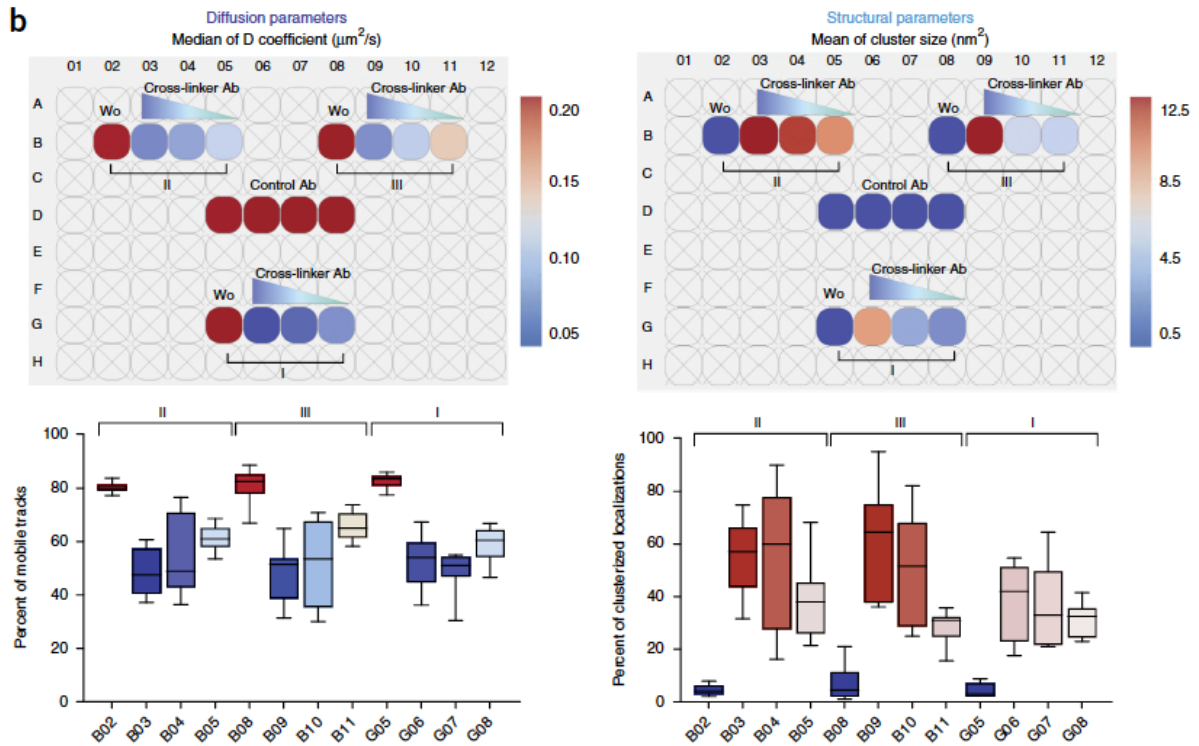 b
Diffusion parameters
Median of D coefficient (μm²/s)
01 02 03 04 05 06 07 08 09 10 11 12
Cross-linker Ab Cross-linker Ab
A
Wo Wo
B
C
II III
Control Ab
D
E
Cross-linker Ab
F
Wo
G
H
I
0.20
0.15
0.10
0.05
Structural parameters
Mean of cluster size (nm²)
01 02 03 04 05 06 07 08 09 10 11 12
Cross-linker Ab Cross-linker Ab
A
Wo Wo
B
C
II III
Control Ab
D
E
Cross-linker Ab
F
Wo
G
H
I
12.5
8.5
4.5
0.5
II III I
Percent of mobile tracks
100
80
60
40
20
0
B02 B03 B04 B05 B08 B09 B10 B11 G05 G06 G07 G08
II III I
Percent of clusterized localizations
100
80
60
40
20
0
B02 B03 B04 B05 B08 B09 B10 B11 G05 G06 G07 G08